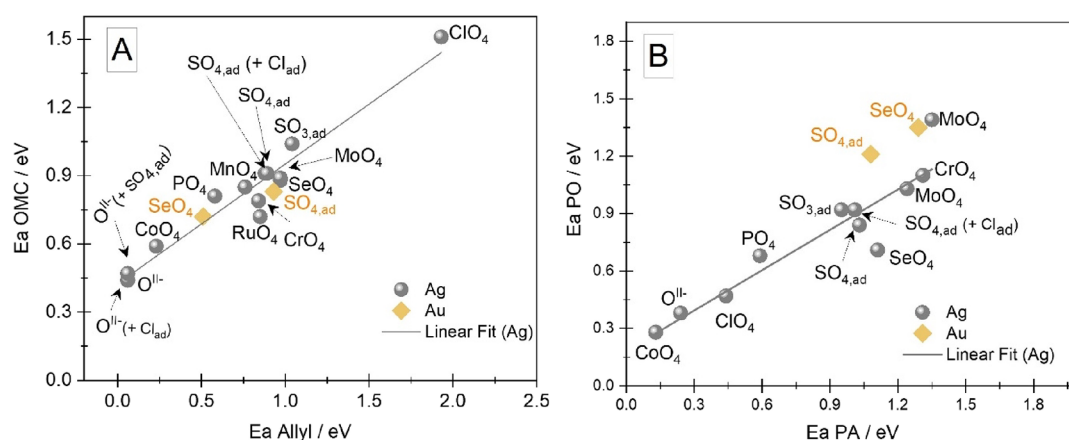 A
1.5
1.2
0.9
0.6
0.3
0.0
Ea OMC / eV
0.0 0.5 1.0 1.5 2.0 2.5
Ea Allyl / eV
ClO4
SO4,ad (+ Clad)
SO4,ad
SO3,ad
MoO4
MnO4
SeO4
PO4
SeO4
SO4,ad
CrO4
RuO4
CoO4
O^II- (+ SO4,ad)
O^II-
O^II- (+ Clad)
Ag
Au
Linear Fit (Ag)
B
1.8
1.5
1.2
0.9
0.6
0.3
0.0
Ea PO / eV
0.0 0.3 0.6 0.9 1.2 1.5 1.8
Ea PA / eV
SeO4
MoO4
SO4,ad
CrO4
MoO4
SO3,ad
SO4,ad (+ Clad)
SeO4
SO4,ad
PO4
O^II-
ClO4
CoO4
Ag
Au
Linear Fit (Ag)